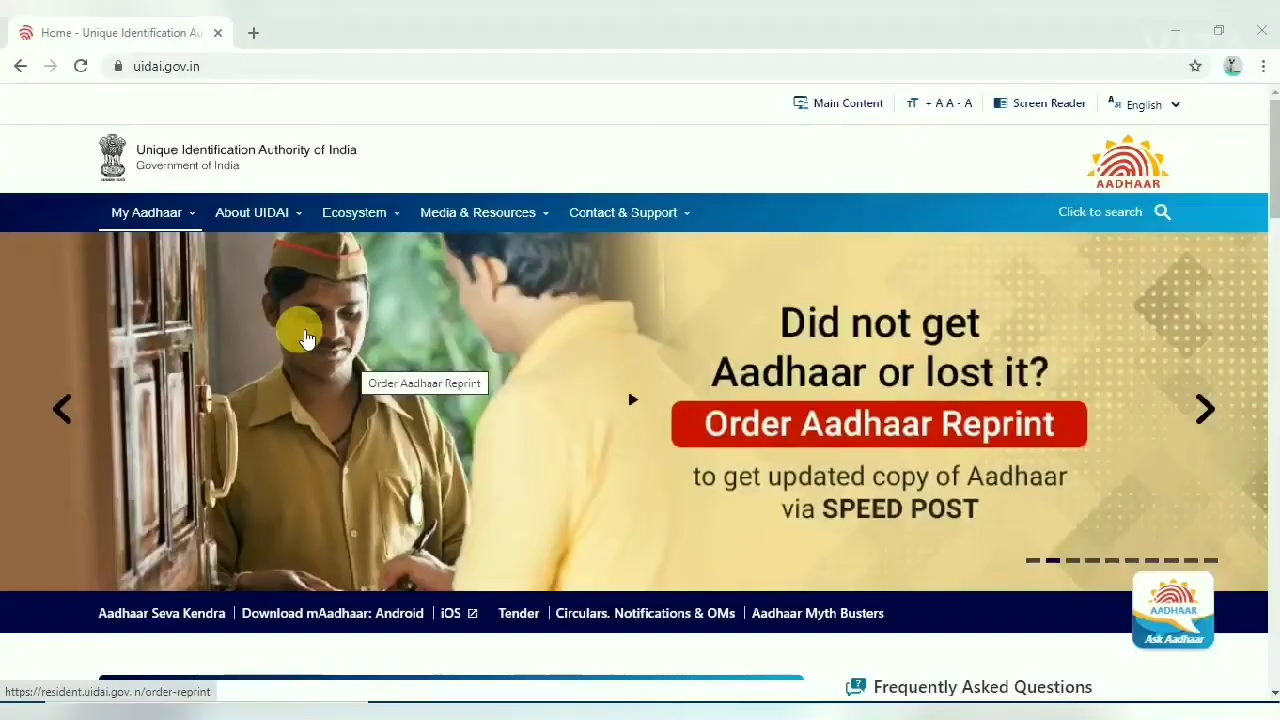 Home - Unique Identification Au
uidai.gov.in
Main Content
+ A A - A
Screen Reader
English
Unique Identification Authority of India
Government of India
AADHAAR
My Aadhaar
About UIDAI
Ecosystem
Media & Resources
Contact & Support
Click to search
Did not get
Aadhaar or lost it?
Order Aadhaar Reprint
Order Aadhaar Reprint
to get updated copy of Aadhaar
via SPEED POST
AADHAAR
Ask Aadhaar
Aadhaar Seva Kendra
Download mAadhaar: Android
iOS
Tender
Circulars, Notifications & OMs
Aadhaar Myth Busters
Frequently Asked Questions
https://resident.uidai.gov.in/order-reprint